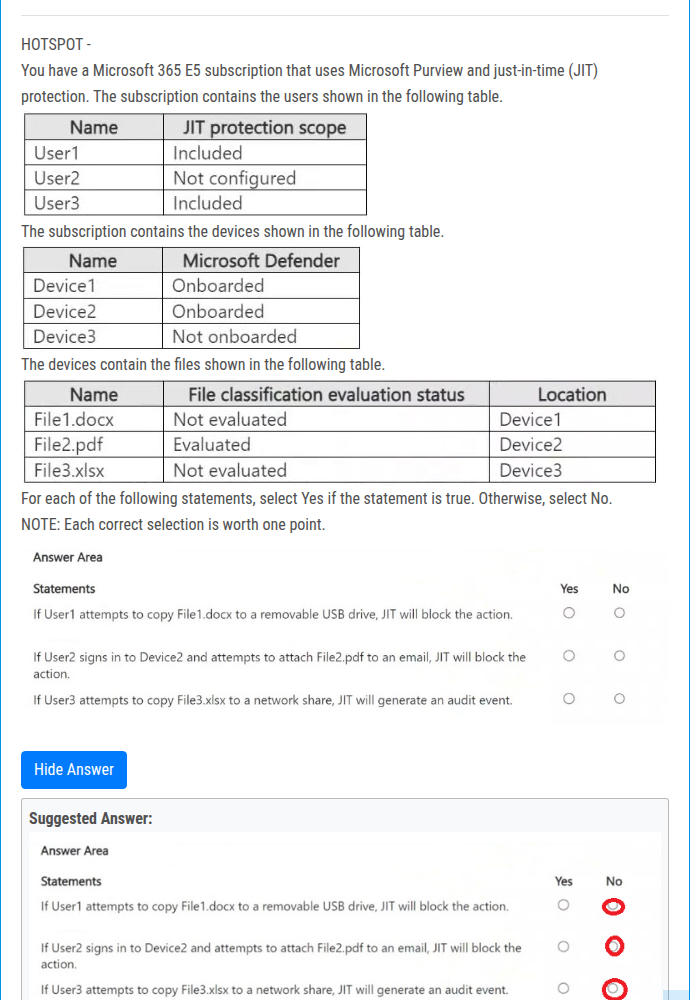 HOTSPOT -
You have a Microsoft 365 E5 subscription that uses Microsoft Purview and just-in-time (JIT)
protection. The subscription contains the users shown in the following table.
Name JIT protection scope
User1 Included
User2 Not configured
User3 Included
The subscription contains the devices shown in the following table.
Name Microsoft Defender
Device1 Onboarded
Device2 Onboarded
Device3 Not onboarded
The devices contain the files shown in the following table.
Name File classification evaluation status Location
File1.docx Not evaluated Device1
File2.pdf Evaluated Device2
File3.xlsx Not evaluated Device3
For each of the following statements, select Yes if the statement is true. Otherwise, select No.
NOTE: Each correct selection is worth one point.
Answer Area
Statements Yes No
If User1 attempts to copy File1.docx to a removable USB drive, JIT will block the action.
If User2 signs in to Device2 and attempts to attach File2.pdf to an email, JIT will block the
action.
If User3 attempts to copy File3.xlsx to a network share, JIT will generate an audit event.
Hide Answer
Suggested Answer:
Answer Area
Statements Yes No
If User1 attempts to copy File1.docx to a removable USB drive, JIT will block the action.
If User2 signs in to Device2 and attempts to attach File2.pdf to an email, JIT will block the
action.
If User3 attempts to copy File3.xlsx to a network share, JIT will generate an audit event.